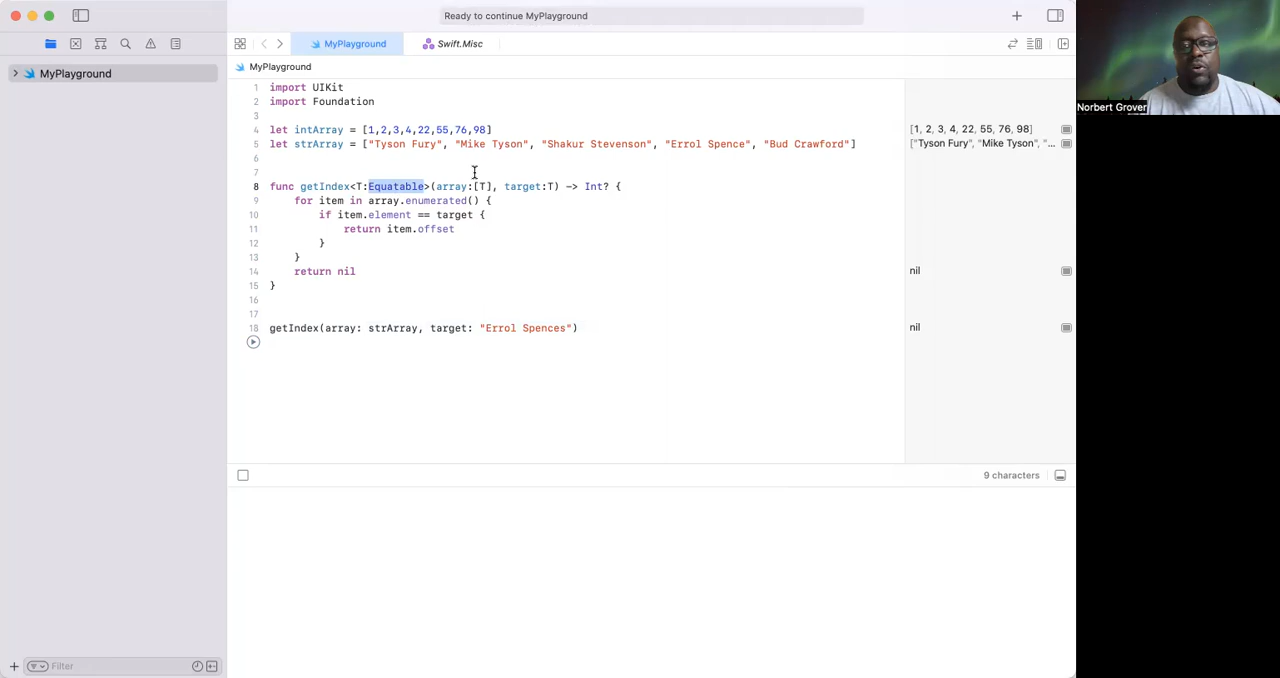 Ready to continue MyPlayground
MyPlayground
Swift.Misc
MyPlayground
MyPlayground
1 import UIKit
2 import Foundation
3
4 let intArray = [1,2,3,4,22,55,76,98]
[1, 2, 3, 4, 22, 55, 76, 98]
5 let strArray = ["Tyson Fury", "Mike Tyson", "Shakur Stevenson", "Errol Spence", "Bud Crawford"]
["Tyson Fury", "Mike Tyson", "...
6
7
8 func getIndex<T:Equatable>(array:[T], target:T) -> Int? {
9 for item in array.enumerated() {
10 if item.element == target {
11 return item.offset
12 }
13 }
14 return nil
nil
15 }
16
17
18 getIndex(array: strArray, target: "Errol Spences")
nil
9 characters
Filter
Norbert Grover